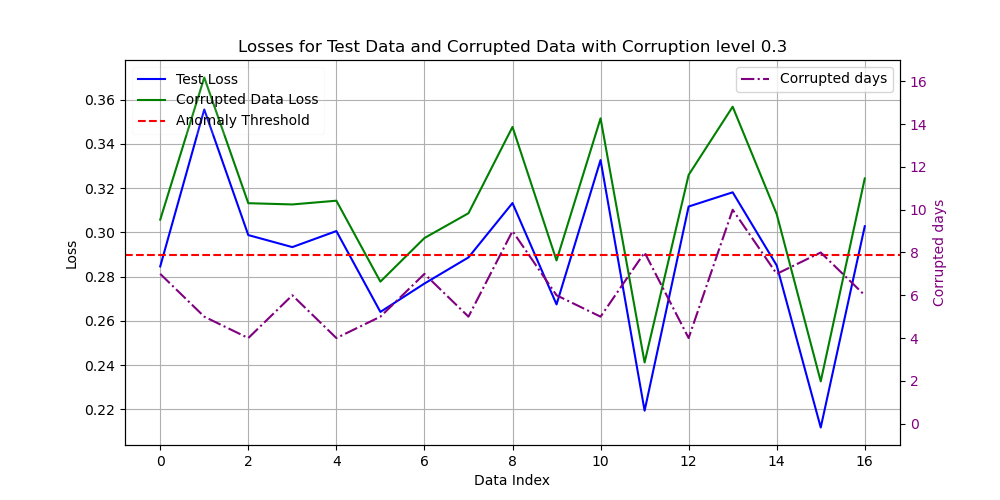 Losses for Test Data and Corrupted Data with Corruption level 0.3
Test Loss
Corrupted Data Loss
Anomaly Threshold
Corrupted days
0.36
0.34
0.32
0.30
0.28
0.26
0.24
0.22
Loss
16
14
12
10
8
6
4
2
0
Corrupted days
0 2 4 6 8 10 12 14 16
Data Index